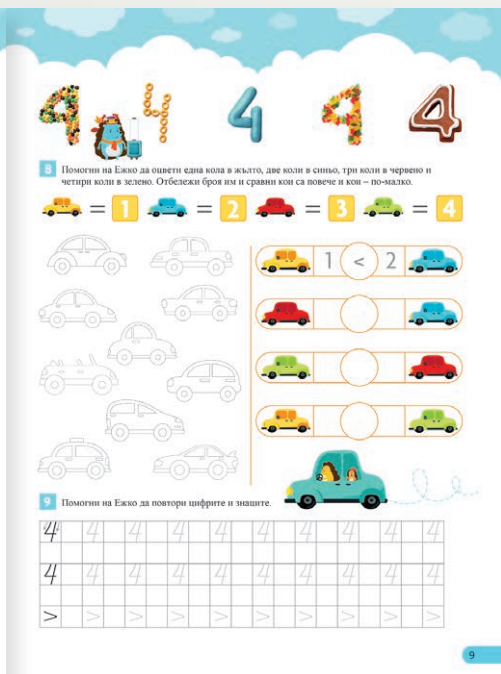 4 4 4 4 4
8 Помогни на Ежко да оцвети една кола в жълто, две коли в синьо, три коли в червено и
четири коли в зелено. Отбележи броя им и сравни кои са повече и кои – по-малко.
= 1 = 2 = 3 = 4
1 < 2
9 Помогни на Ежко да повтори цифрите и знаците.
4 4 4 4 4 4 4 4 4 4
4 4 4 4 4 4 4 4 4 4
> > > > > > > > > >
9